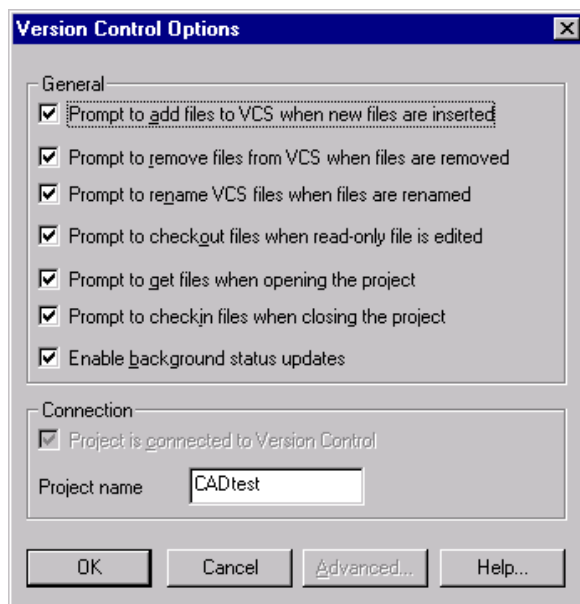 Version Control Options
General
Prompt to add files to VCS when new files are inserted
Prompt to remove files from VCS when files are removed
Prompt to rename VCS files when files are renamed
Prompt to checkout files when read-only file is edited
Prompt to get files when opening the project
Prompt to checkin files when closing the project
Enable background status updates
Connection
Project is connected to Version Control
Project name CADtest
OK Cancel Advanced... Help...